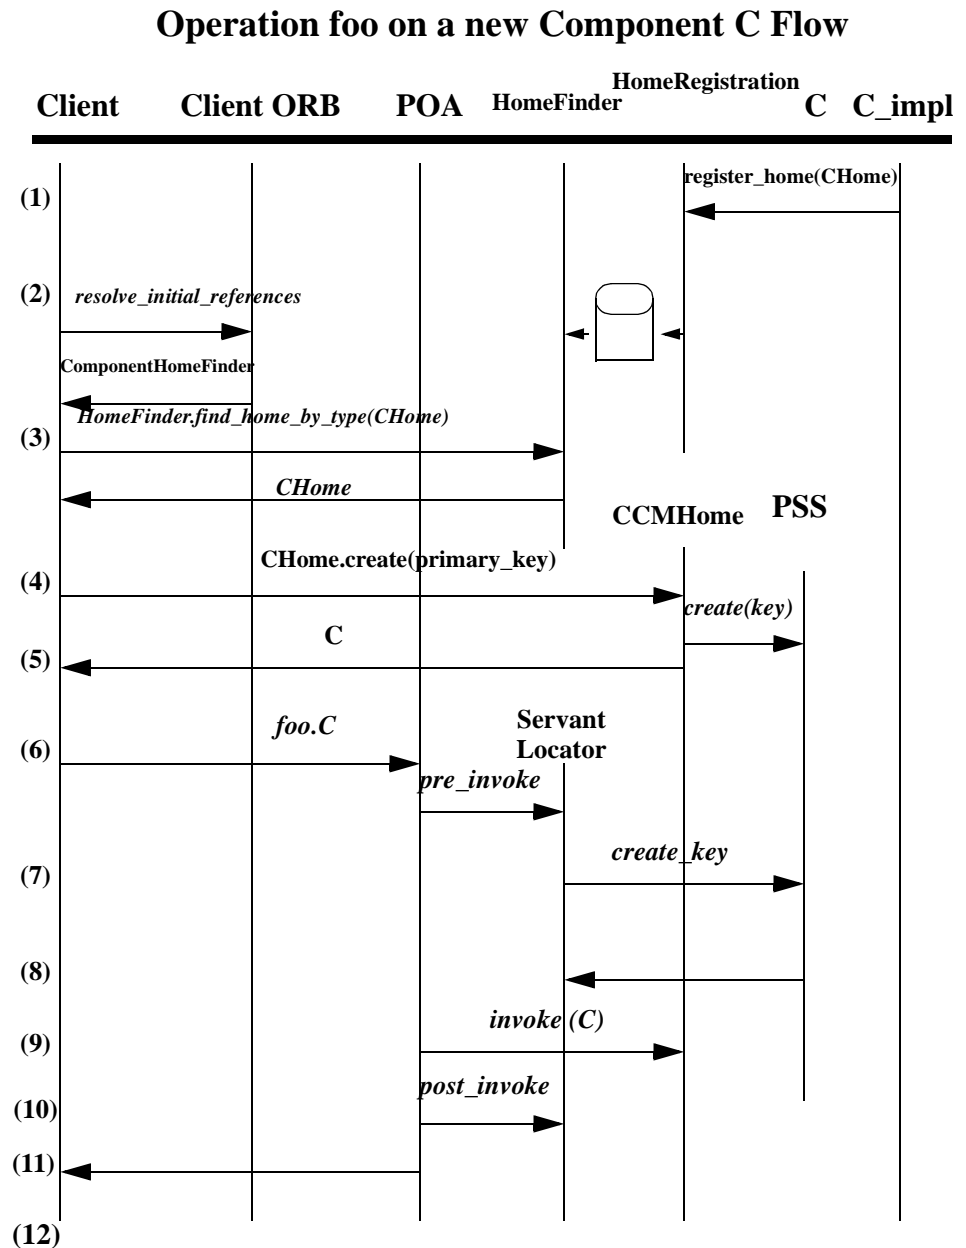 Operation foo on a new Component C Flow
HomeRegistration
Client Client ORB POA HomeFinder C C_impl
register_home(CHome)
(1)
(2) resolve_initial_references
ComponentHomeFinder
HomeFinder.find_home_by_type(CHome)
(3)
CHome
CCMHome PSS
CHome.create(primary_key)
(4)
create(key)
C
(5)
foo.C Servant
Locator
(6)
pre_invoke
create_key
(7)
(8)
invoke (C)
(9)
post_invoke
(10)
(11)
(12)